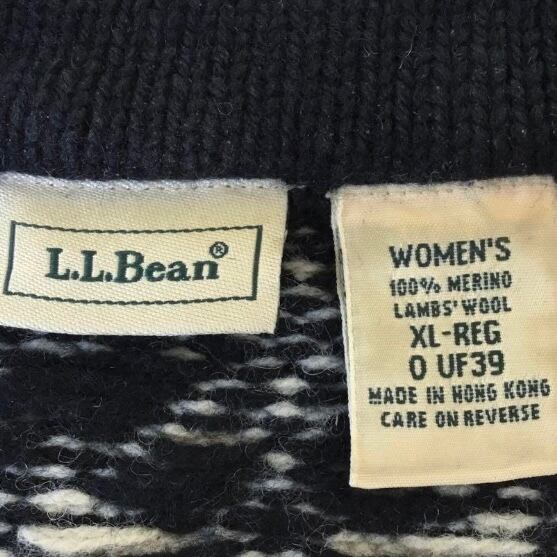 L.L.Bean®
WOMEN'S
100% MERINO
LAMBS' WOOL
XL-REG
0 UF39
MADE IN HONG KONG
CARE ON REVERSE